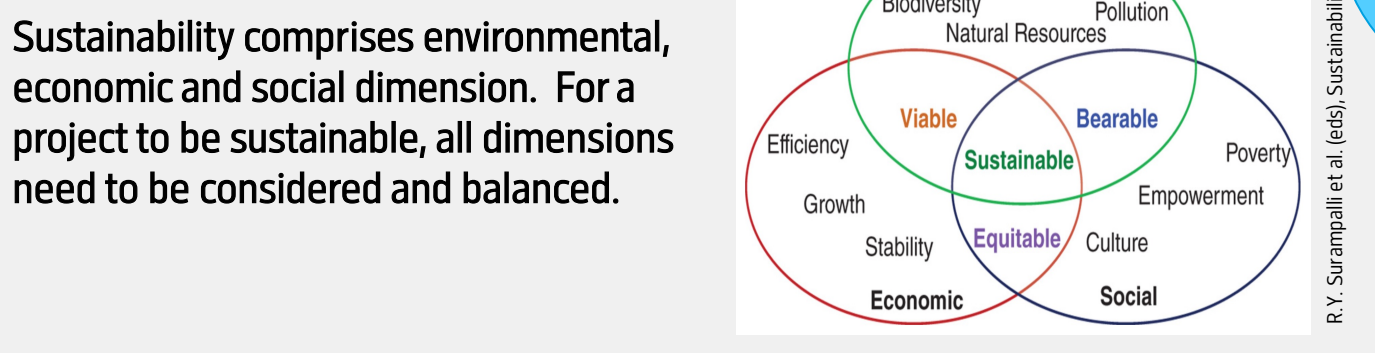 Sustainability comprises environmental,
economic and social dimension.  For a
project to be sustainable, all dimensions
need to be considered and balanced.
Biodiversity
Pollution
Natural Resources
Viable
Bearable
Efficiency
Sustainable
Poverty
Growth
Empowerment
Stability
Equitable
Culture
Economic
Social
R.Y. Surampalli et al. (eds),